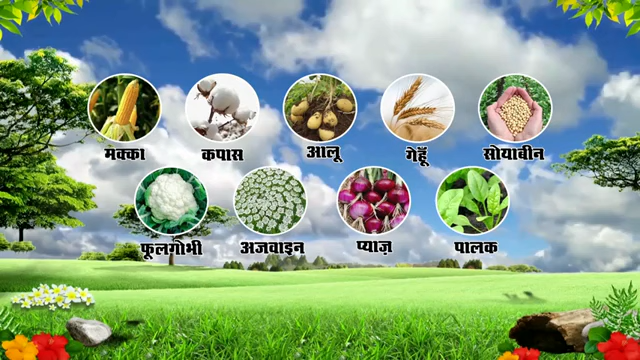 मक्का कपास आलू गेहूँ सोयाबीन
फूलगोभी अजवाइन प्याज़ पालक